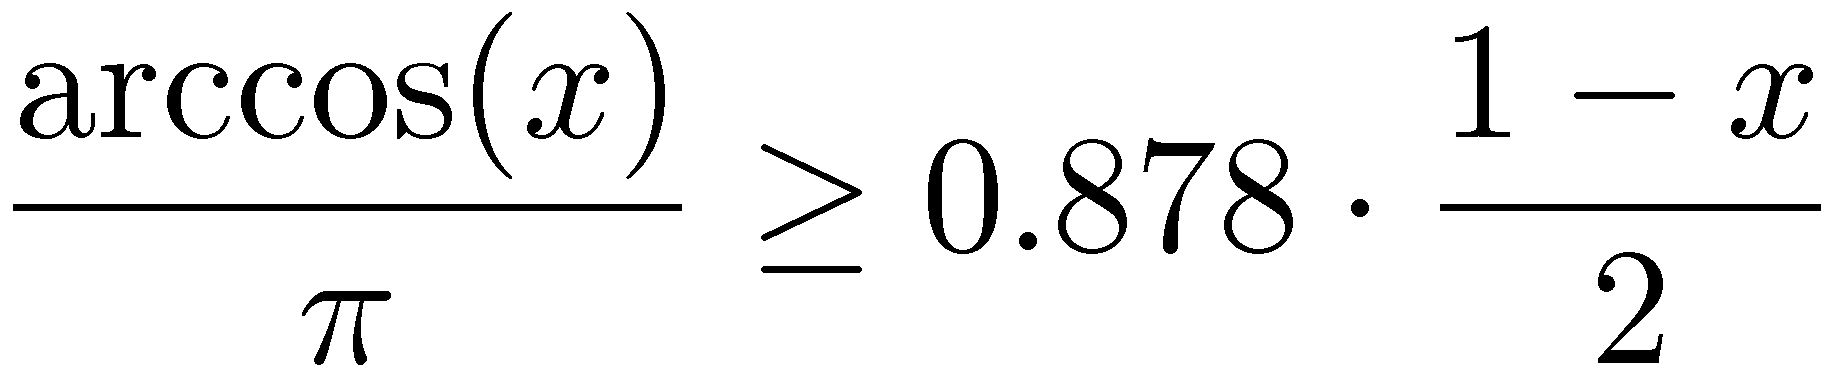 arccos(x)/π ≥ 0.878 · (1 − x)/2